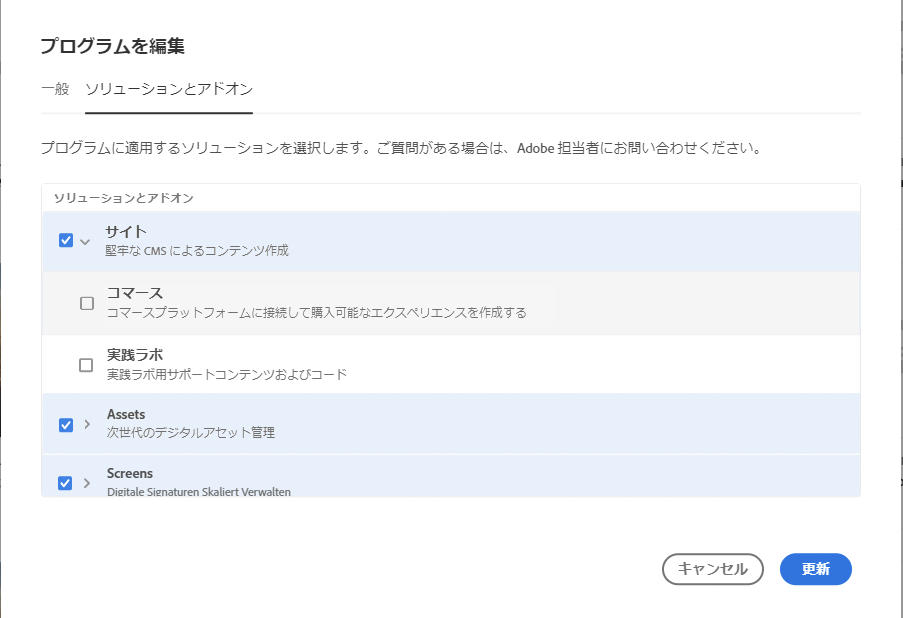 プログラムを編集
一般 ソリューションとアドオン
プログラムに適用するソリューションを選択します。ご質問がある場合は、Adobe 担当者にお問い合わせください。
ソリューションとアドオン
サイト
堅牢な CMS によるコンテンツ作成
コマース
コマースプラットフォームに接続して購入可能なエクスペリエンスを作成する
実践ラボ
実践ラボ用サポートコンテンツおよびコード
Assets
次世代のデジタルアセット管理
Screens
Digitale Signaturen Skaliert Verwalten
キャンセル 更新